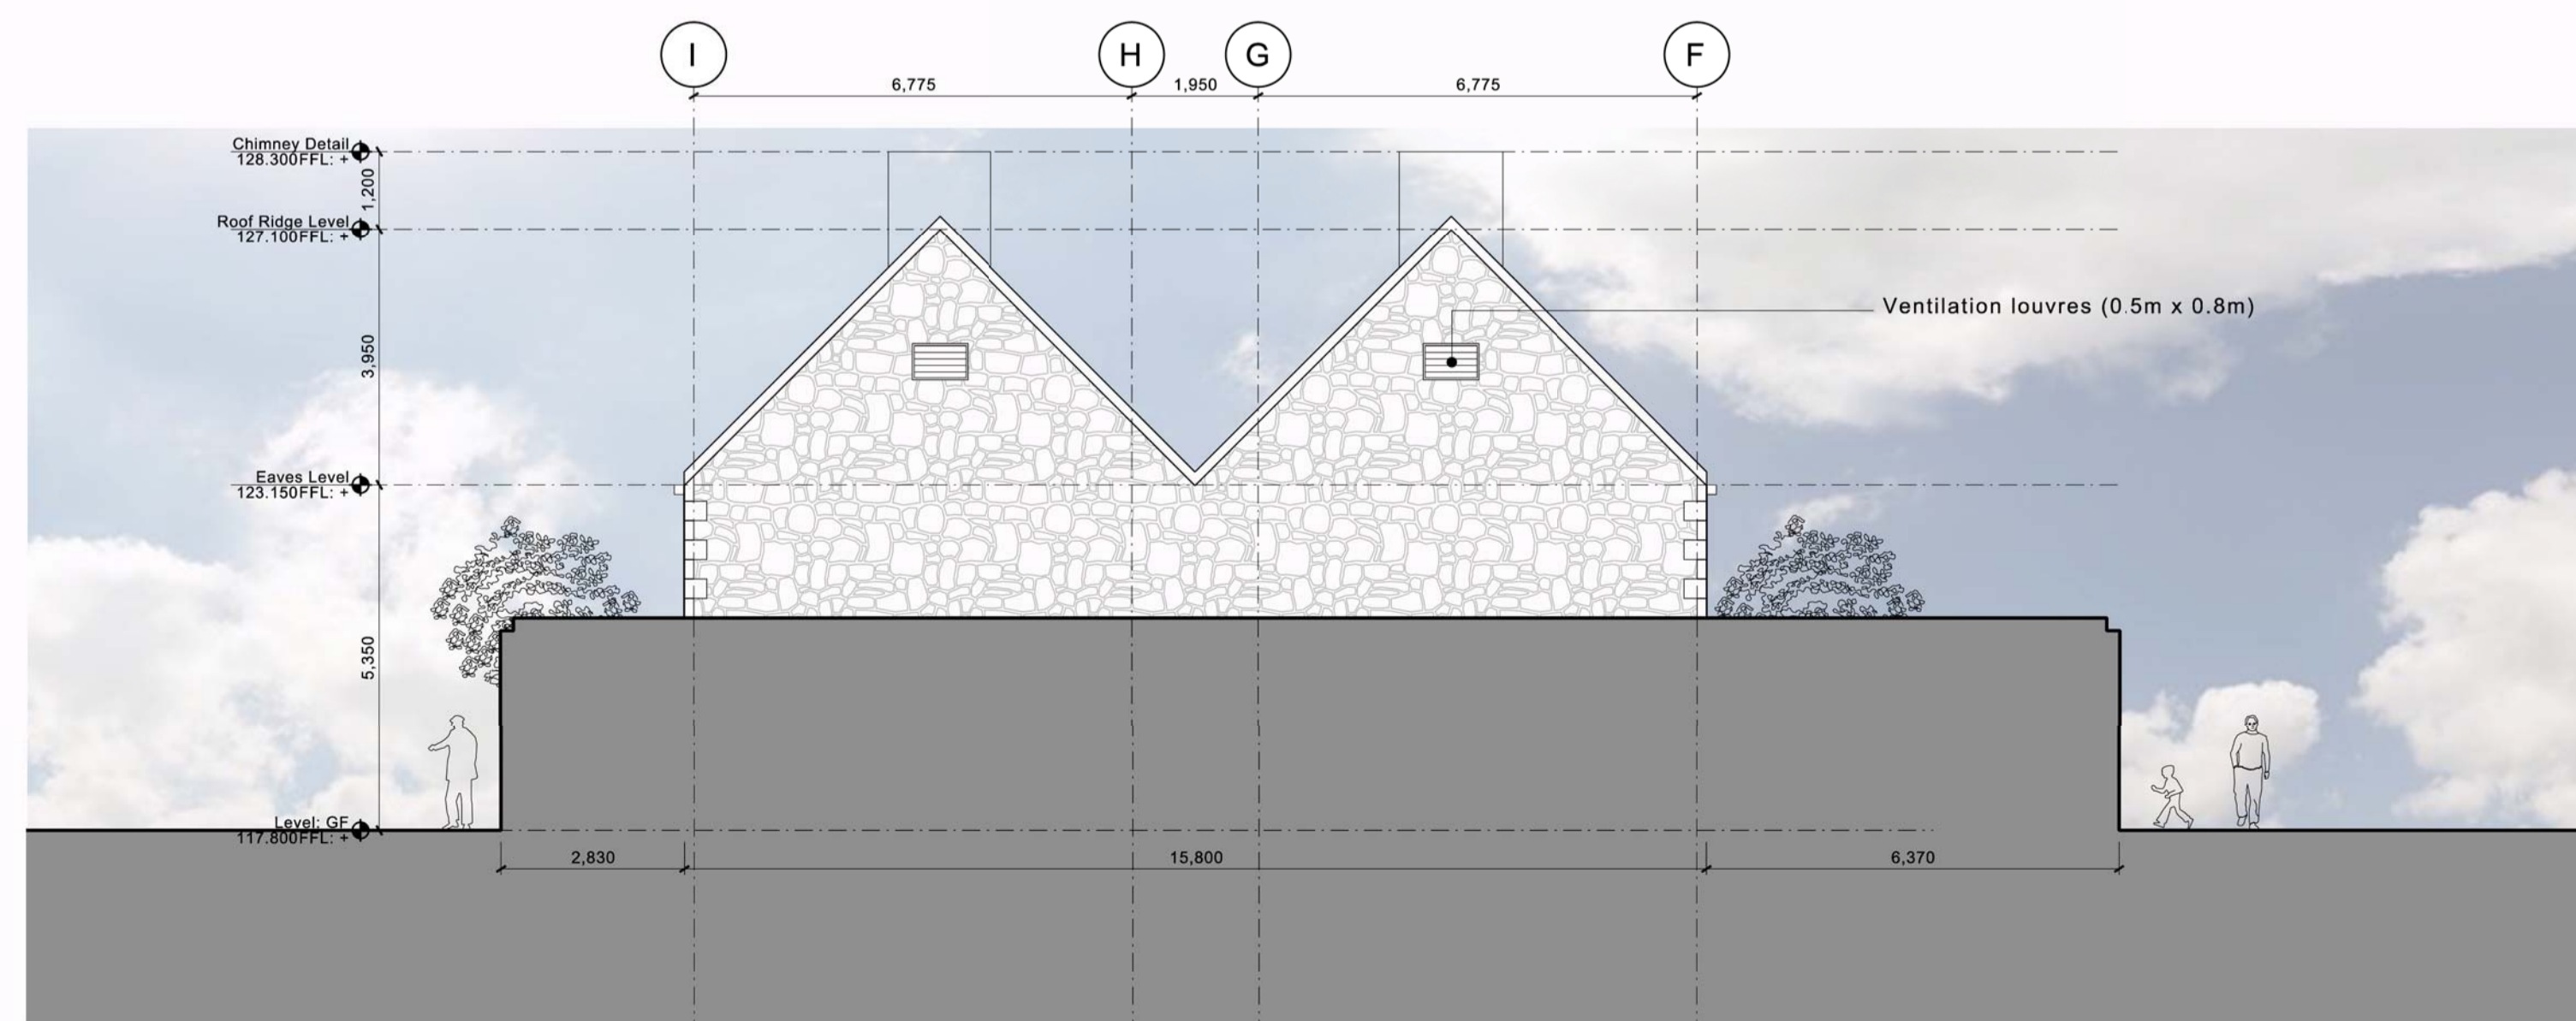 I H G F
6,775 1,950 6,775
Chimney Detail
128.300FFL: +
1,200
Roof Ridge Level
127.100FFL: +
Ventilation louvres (0.5m x 0.8m)
3,950
Eaves Level
123.150FFL: +
5,350
Level: GF
117.800FFL: +
2,830 15,800 6,370